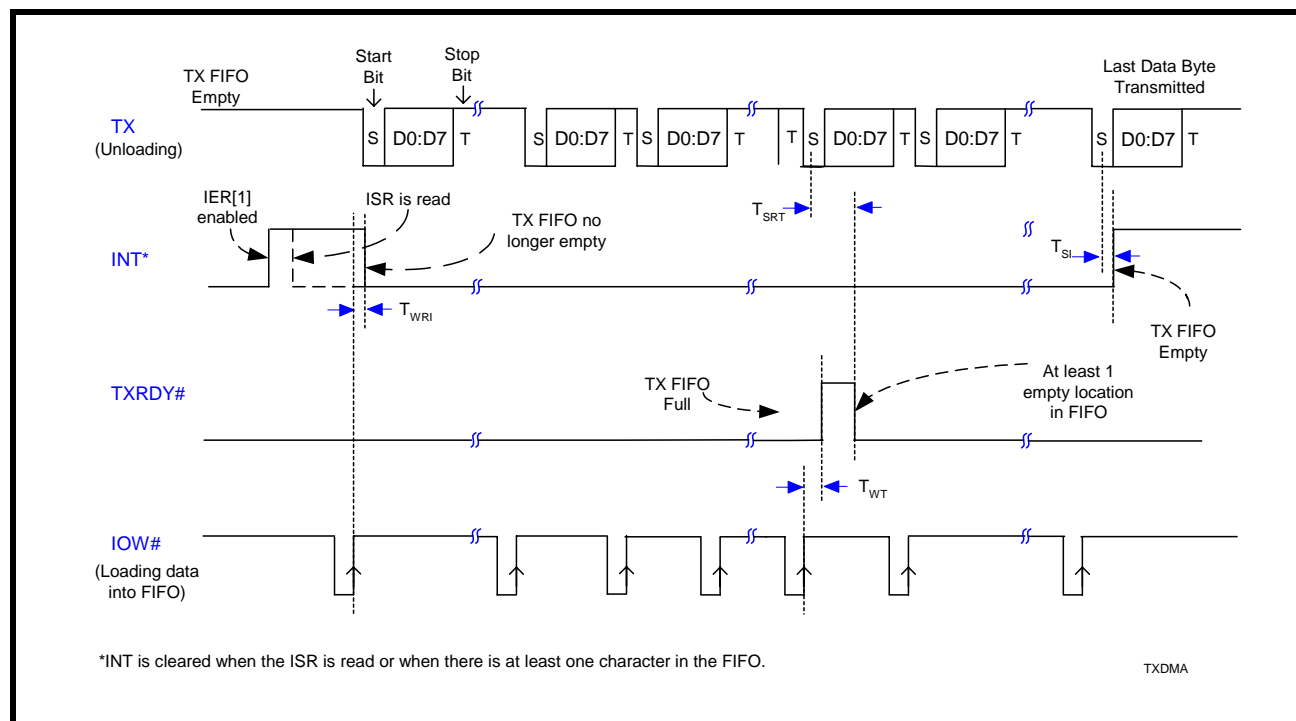 Start
Bit
Stop
Bit
TX FIFO
Empty
Last Data Byte
Transmitted
TX
(Unloading)
S D0:D7 T S D0:D7 T S D0:D7 T T S D0:D7 T S D0:D7 T S D0:D7 T
IER[1]
enabled
ISR is read
TX FIFO no
longer empty
TSRT
INT*
TSI
TWRI
TX FIFO
Empty
TXRDY#
TX FIFO
Full
At least 1
empty location
in FIFO
TWT
IOW#
(Loading data
into FIFO)
*INT is cleared when the ISR is read or when there is at least one character in the FIFO.
TXDMA